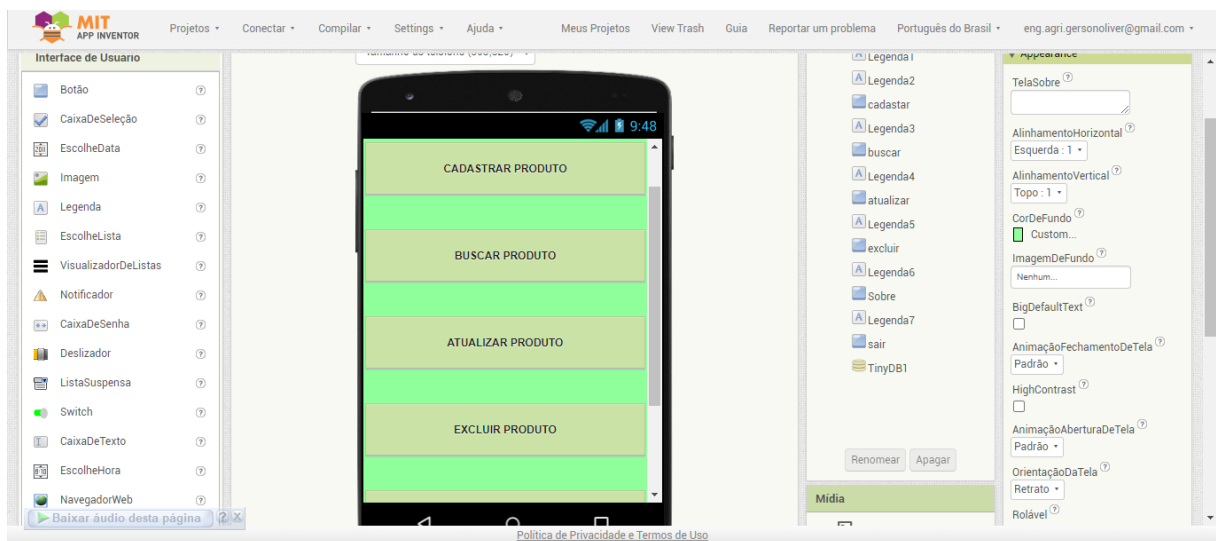 MIT
APP INVENTOR
Projetos
Conectar
Compilar
Settings
Ajuda
Meus Projetos
View Trash
Guia
Reportar um problema
Português do Brasil
eng.agri.gersonoliver@gmail.com
Interface de Usuário
Botão
CaixaDeSeleção
EscolheData
Imagem
Legenda
EscolheLista
VisualizadorDeListas
Notificador
CaixaDeSenha
Deslizador
ListaSuspensa
Switch
CaixaDeTexto
EscolheHora
NavegadorWeb
Baixar áudio desta página
9:48
CADASTRAR PRODUTO
BUSCAR PRODUTO
ATUALIZAR PRODUTO
EXCLUIR PRODUTO
Legenda1
Legenda2
cadastar
Legenda3
buscar
Legenda4
atualizar
Legenda5
excluir
Legenda6
Sobre
Legenda7
sair
TinyDB1
Renomear
Apagar
Mídia
Appearance
TelaSobre
AlinhamentoHorizontal
Esquerda : 1
AlinhamentoVertical
Topo : 1
CorDeFundo
Custom...
ImagemDeFundo
Nenhum...
BigDefaultText
AnimaçãoFechamentoDeTela
Padrão
HighContrast
AnimaçãoAberturaDeTela
Padrão
OrientaçãoDaTela
Retrato
Rolável
Política de Privacidade e Termos de Uso